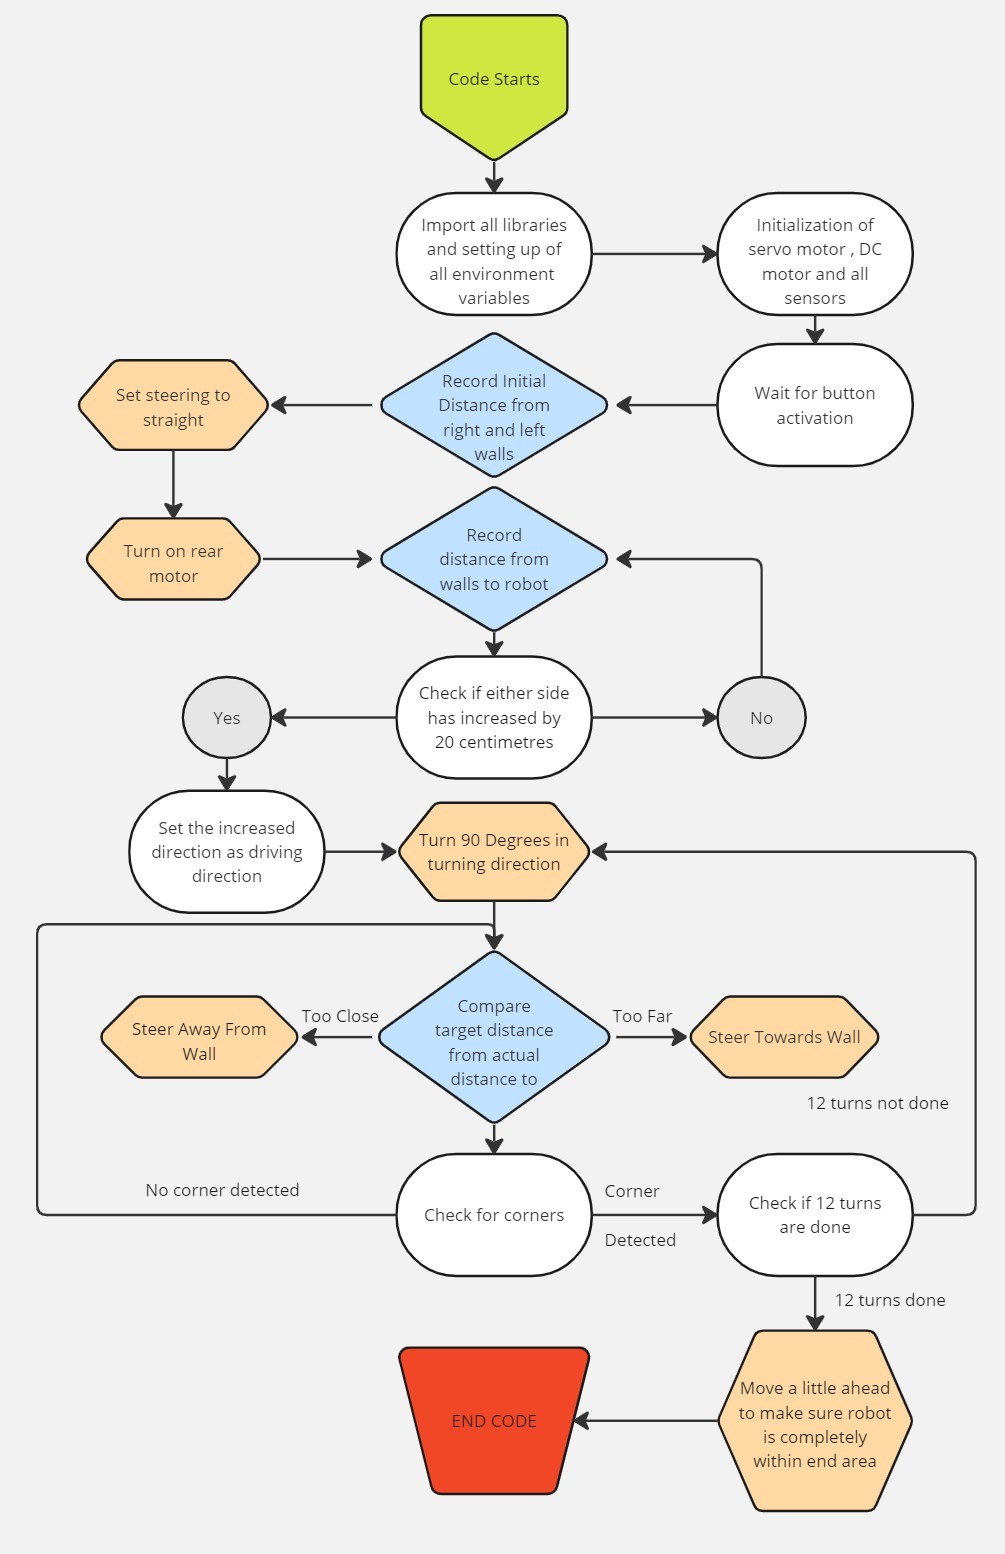 Code Starts
Import all libraries
and setting up of
all environment
variables
Initialization of
servo motor , DC
motor and all
sensors
Wait for button
activation
Record Initial
Distance from
right and left
walls
Set steering to
straight
Turn on rear
motor
Record
distance from
walls to robot
Check if either side
has increased by
20 centimetres
Yes
No
Set the increased
direction as driving
direction
Turn 90 Degrees in
turning direction
Compare
target distance
from actual
distance to
Too Close
Steer Away From
Wall
Too Far
Steer Towards Wall
12 turns not done
No corner detected
Check for corners
Corner
Detected
Check if 12 turns
are done
12 turns done
Move a little ahead
to make sure robot
is completely
within end area
END CODE